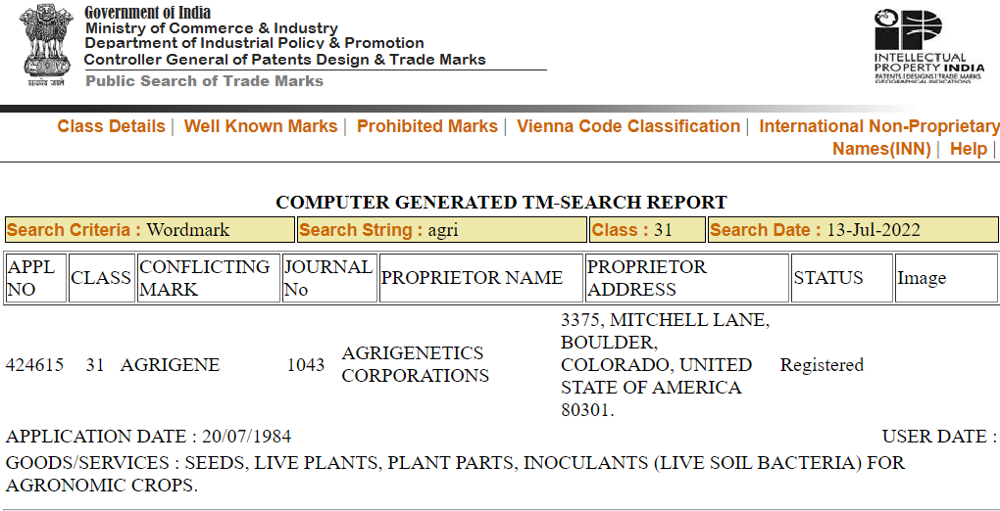 Government of India
Ministry of Commerce & Industry
Department of Industrial Policy & Promotion
Controller General of Patents Design & Trade Marks
Public Search of Trade Marks
सत्यमेव जयते
INTELLECTUAL
PROPERTY INDIA
PATENTS | DESIGNS | TRADE MARKS
GEOGRAPHICAL INDICATIONS
Class Details | Well Known Marks | Prohibited Marks | Vienna Code Classification | International Non-Proprietary
Names(INN) | Help |
COMPUTER GENERATED TM-SEARCH REPORT
Search Criteria : Wordmark Search String : agri Class : 31 Search Date : 13-Jul-2022
APPL NO CLASS CONFLICTING MARK JOURNAL No PROPRIETOR NAME PROPRIETOR ADDRESS STATUS Image
424615 31 AGRIGENE 1043 AGRIGENETICS CORPORATIONS 3375, MITCHELL LANE, BOULDER, COLORADO, UNITED STATE OF AMERICA 80301. Registered
APPLICATION DATE : 20/07/1984 USER DATE :
GOODS/SERVICES : SEEDS, LIVE PLANTS, PLANT PARTS, INOCULANTS (LIVE SOIL BACTERIA) FOR
AGRONOMIC CROPS.